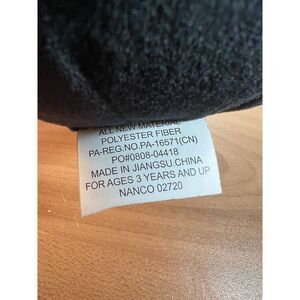 ALL NEW MATERIAL
POLYESTER FIBER
PA-REG.NO.PA-16571(CN)
PO#0808-04418
MADE IN JIANGSU.CHINA
FOR AGES 3 YEARS AND UP
NANCO 02720